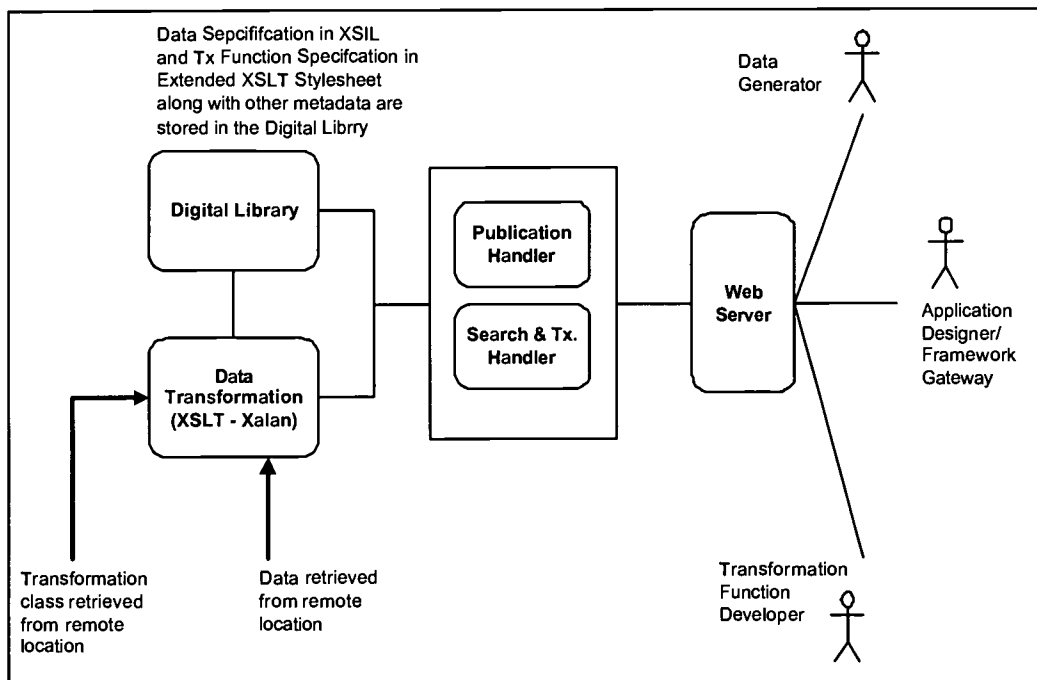 Data Sepcififcation in XSIL
and Tx Function Specifcation in
Extended XSLT Stylesheet
along with other metadata are
stored in the Digital Librry
Data
Generator
Digital Library
Publication
Handler
Web
Server
Search & Tx.
Handler
Application
Designer/
Framework
Gateway
Data
Transformation
(XSLT - Xalan)
Transformation
class retrieved
from remote
location
Data retrieved
from remote
location
Transformation
Function
Developer